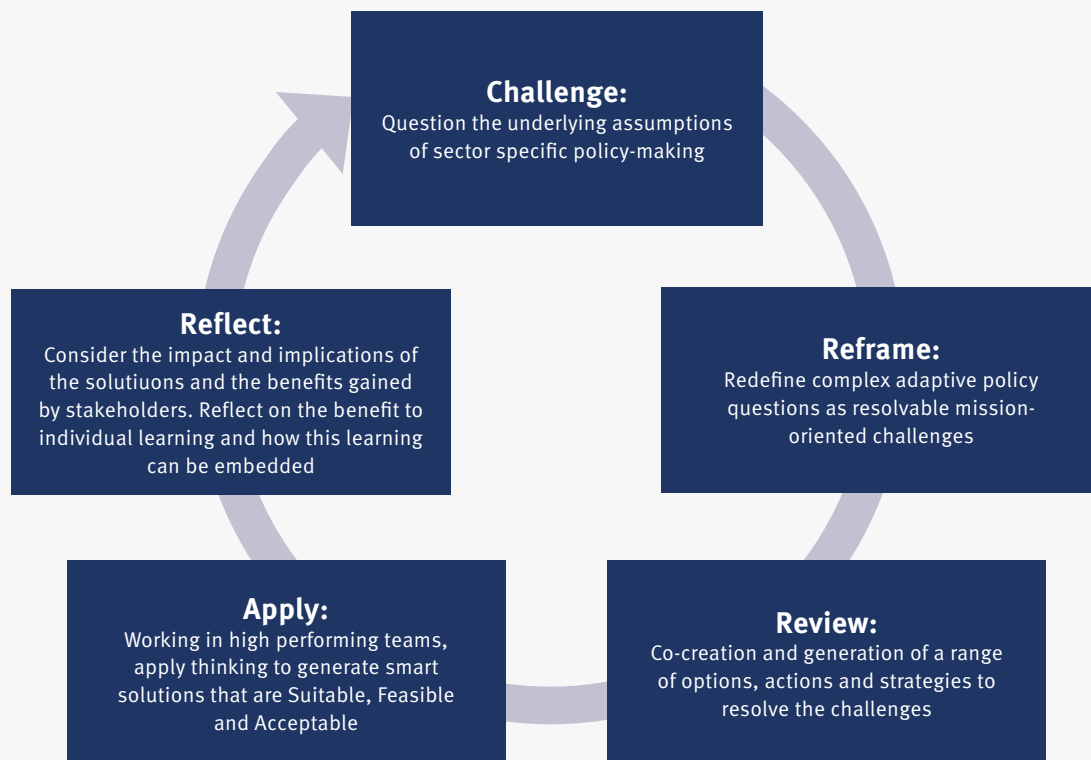 Challenge:
Question the underlying assumptions
of sector specific policy-making
Reframe:
Redefine complex adaptive policy
questions as resolvable mission-
oriented challenges
Review:
Co-creation and generation of a range
of options, actions and strategies to
resolve the challenges
Apply:
Working in high performing teams,
apply thinking to generate smart
solutions that are Suitable, Feasible
and Acceptable
Reflect:
Consider the impact and implications of
the solutiuons and the benefits gained
by stakeholders. Reflect on the benefit to
individual learning and how this learning
can be embedded